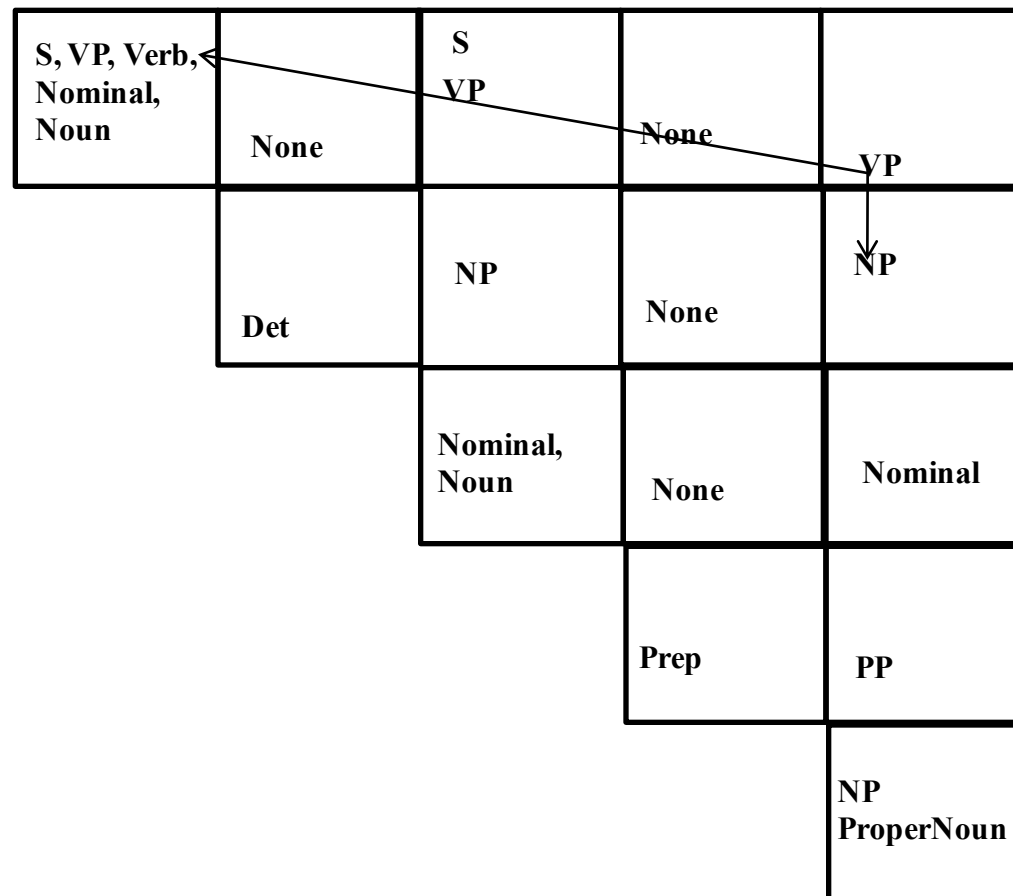 S, VP, Verb,
Nominal,
Noun
None
S
VP
None
VP
Det
NP
None
NP
Nominal,
Noun
None
Nominal
Prep
PP
NP
ProperNoun